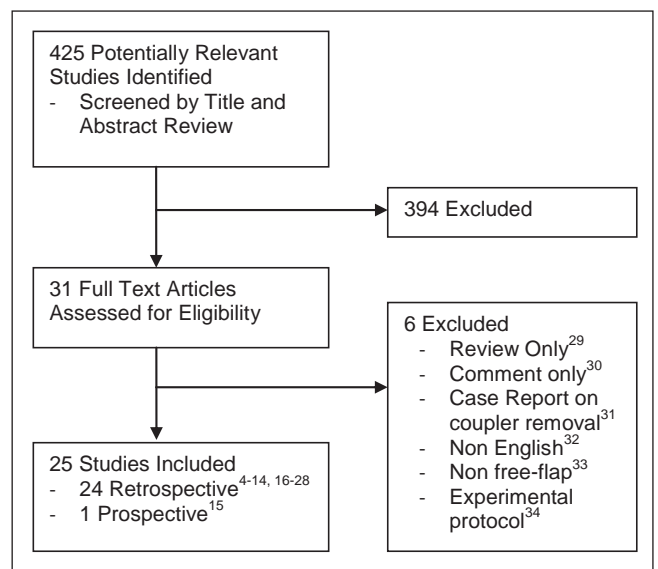 425 Potentially Relevant
Studies Identified
- Screened by Title and
Abstract Review
394 Excluded
31 Full Text Articles
Assessed for Eligibility
6 Excluded
- Review Only29
- Comment only30
- Case Report on
coupler removal31
- Non English32
- Non free-flap33
- Experimental
protocol34
25 Studies Included
- 24 Retrospective4-14, 16-28
- 1 Prospective15